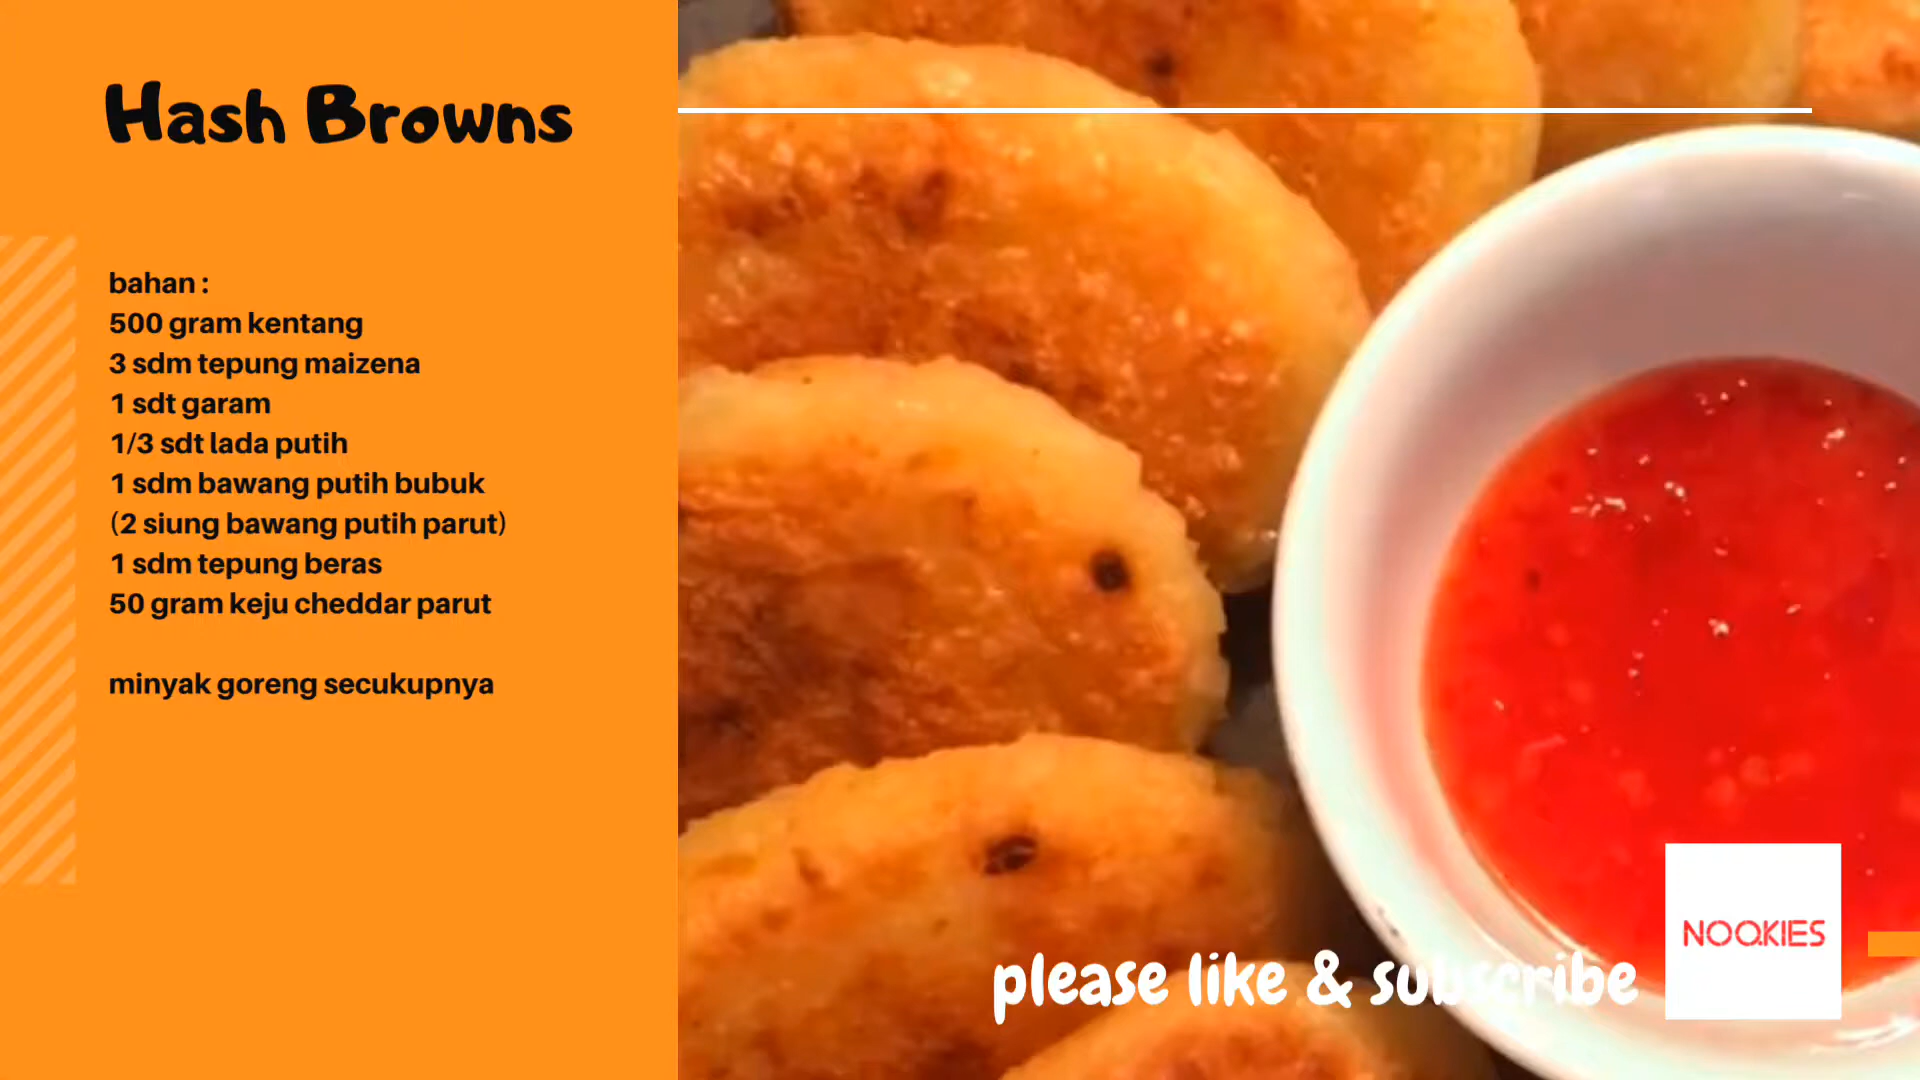 Hash Browns
bahan :
500 gram kentang
3 sdm tepung maizena
1 sdt garam
1/3 sdt lada putih
1 sdm bawang putih bubuk
(2 siung bawang putih parut)
1 sdm tepung beras
50 gram keju cheddar parut
minyak goreng secukupnya
please like & subscribe
NOQKIES